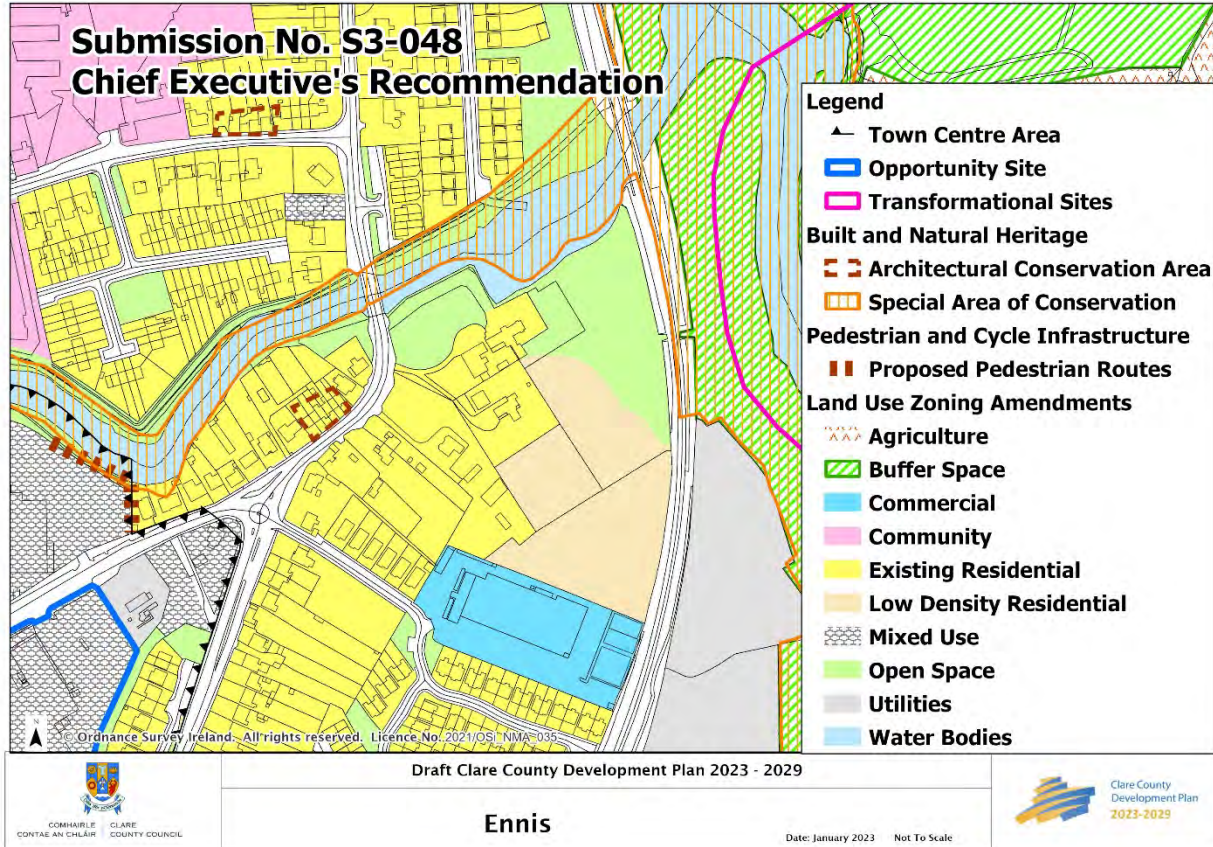 Submission No. S3-048
Chief Executive's Recommendation
Legend
Town Centre Area
Opportunity Site
Transformational Sites
Built and Natural Heritage
Architectural Conservation Area
Special Area of Conservation
Pedestrian and Cycle Infrastructure
Proposed Pedestrian Routes
Land Use Zoning Amendments
Agriculture
Buffer Space
Commercial
Community
Existing Residential
Low Density Residential
Mixed Use
Open Space
Utilities
Water Bodies
N
© Ordnance Survey Ireland. All rights reserved. Licence No. 2021/OSi_NMA_035
COMHAIRLE CLARE
CONTAE AN CHLÁIR COUNTY COUNCIL
Draft Clare County Development Plan 2023 - 2029
Ennis
Date: January 2023 Not To Scale
Clare County
Development Plan
2023-2029